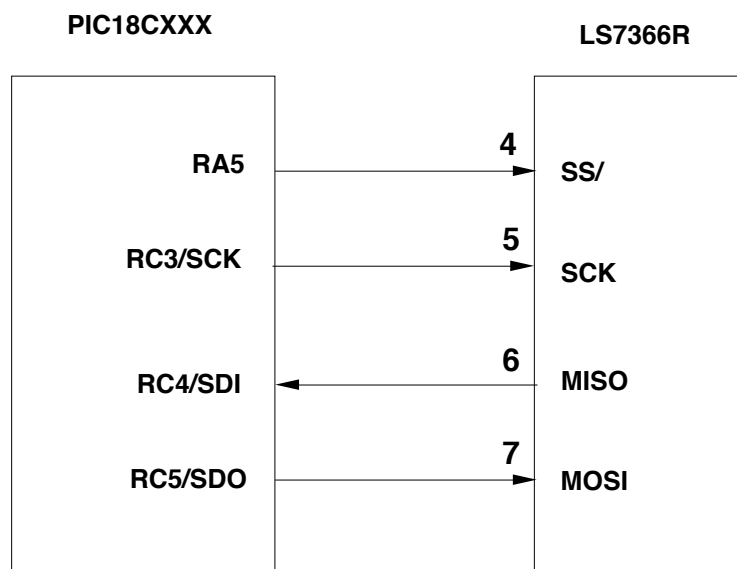 PIC18CXXX
LS7366R
4
RA5
SS/
5
RC3/SCK
SCK
6
RC4/SDI
MISO
7
RC5/SDO
MOSI